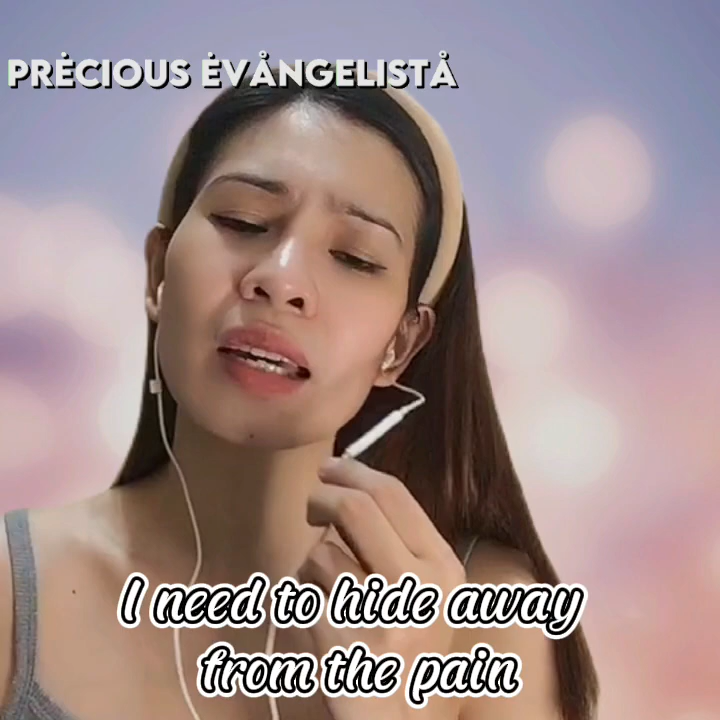 PRĖCIOUS ĖVÅNGELISTÅ
I need to hide away
from the pain